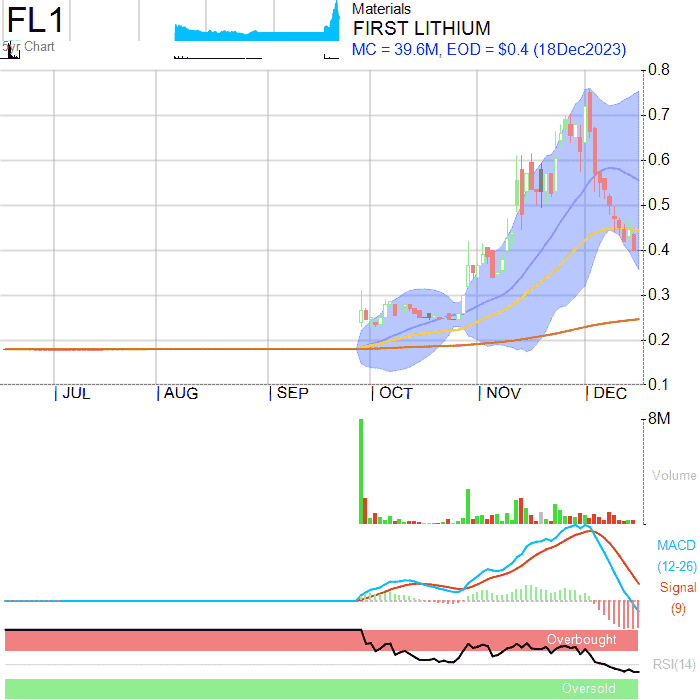 FL1
5yr Chart
Materials
FIRST LITHIUM
MC = 39.6M, EOD = $0.4 (18Dec2023)
0.8
0.7
0.6
0.5
0.4
0.3
0.2
0.1
JUL AUG SEP OCT NOV DEC
8M
Volume
MACD
(12-26)
Signal
(9)
Overbought
RSI(14)
Oversold